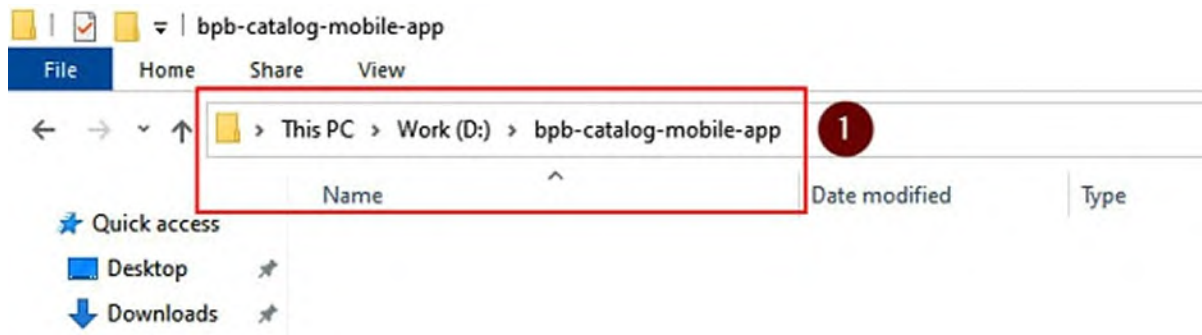 bpb-catalog-mobile-app
File Home Share View
This PC > Work (D:) > bpb-catalog-mobile-app 1
Name Date modified Type
Quick access
Desktop
Downloads